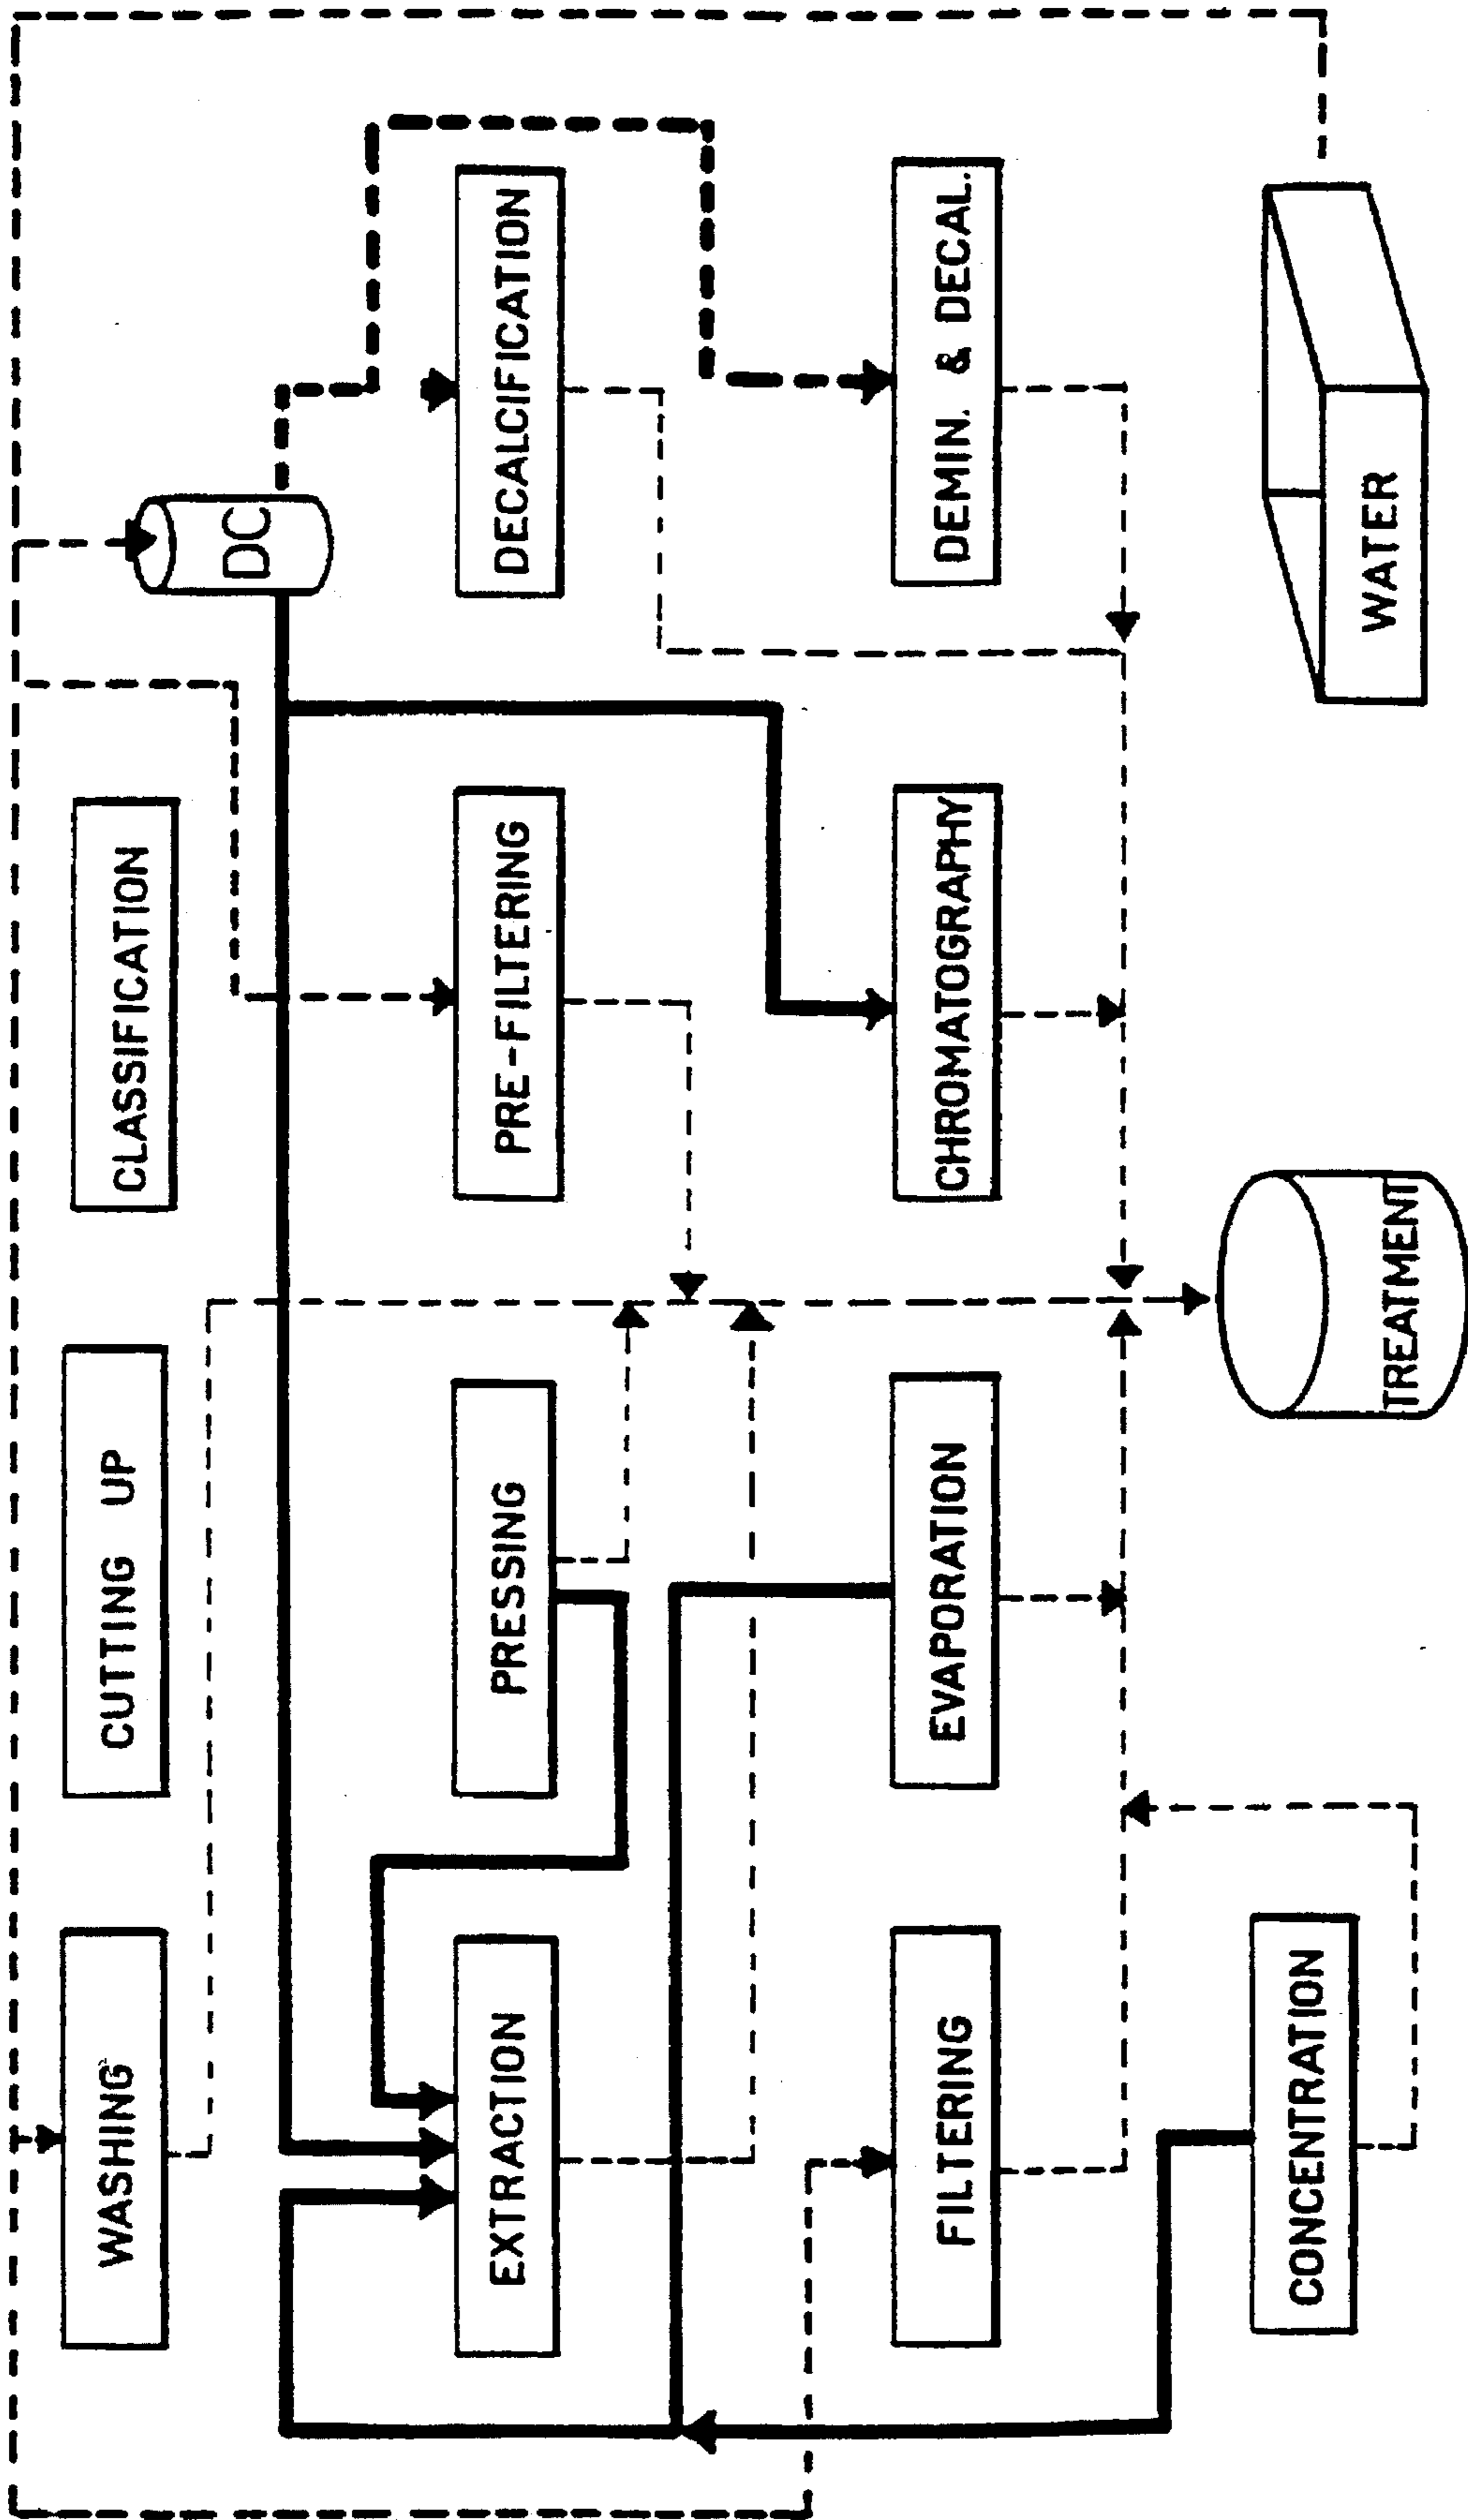 WASHING
CUTTING UP
CLASSIFICATION
DC
EXTRACTION
PRESSING
PRE-FILTERING
DECALCIFICATION
FILTERING
EVAPORATION
CHROMATOGRAPHY
DEMIN. & DECAL.
CONCENTRATION
TREATMENT
WATER